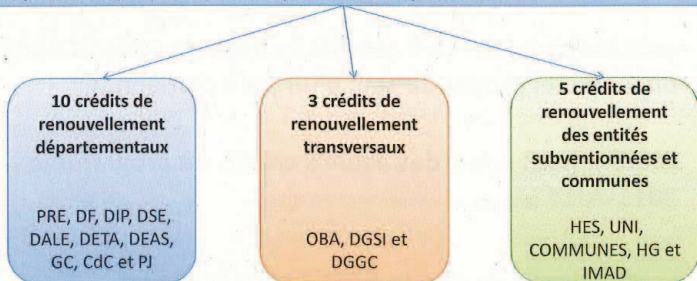 10 crédits de
renouvellement
départementaux
PRE, DF, DIP, DSE,
DALE, DETA, DEAS,
GC, CdC et PJ
3 crédits de
renouvellement
transversaux
OBA, DGSI et
DGGC
5 crédits de
renouvellement
des entités
subventionnées et
communes
HES, UNI,
COMMUNES, HG et
IMAD